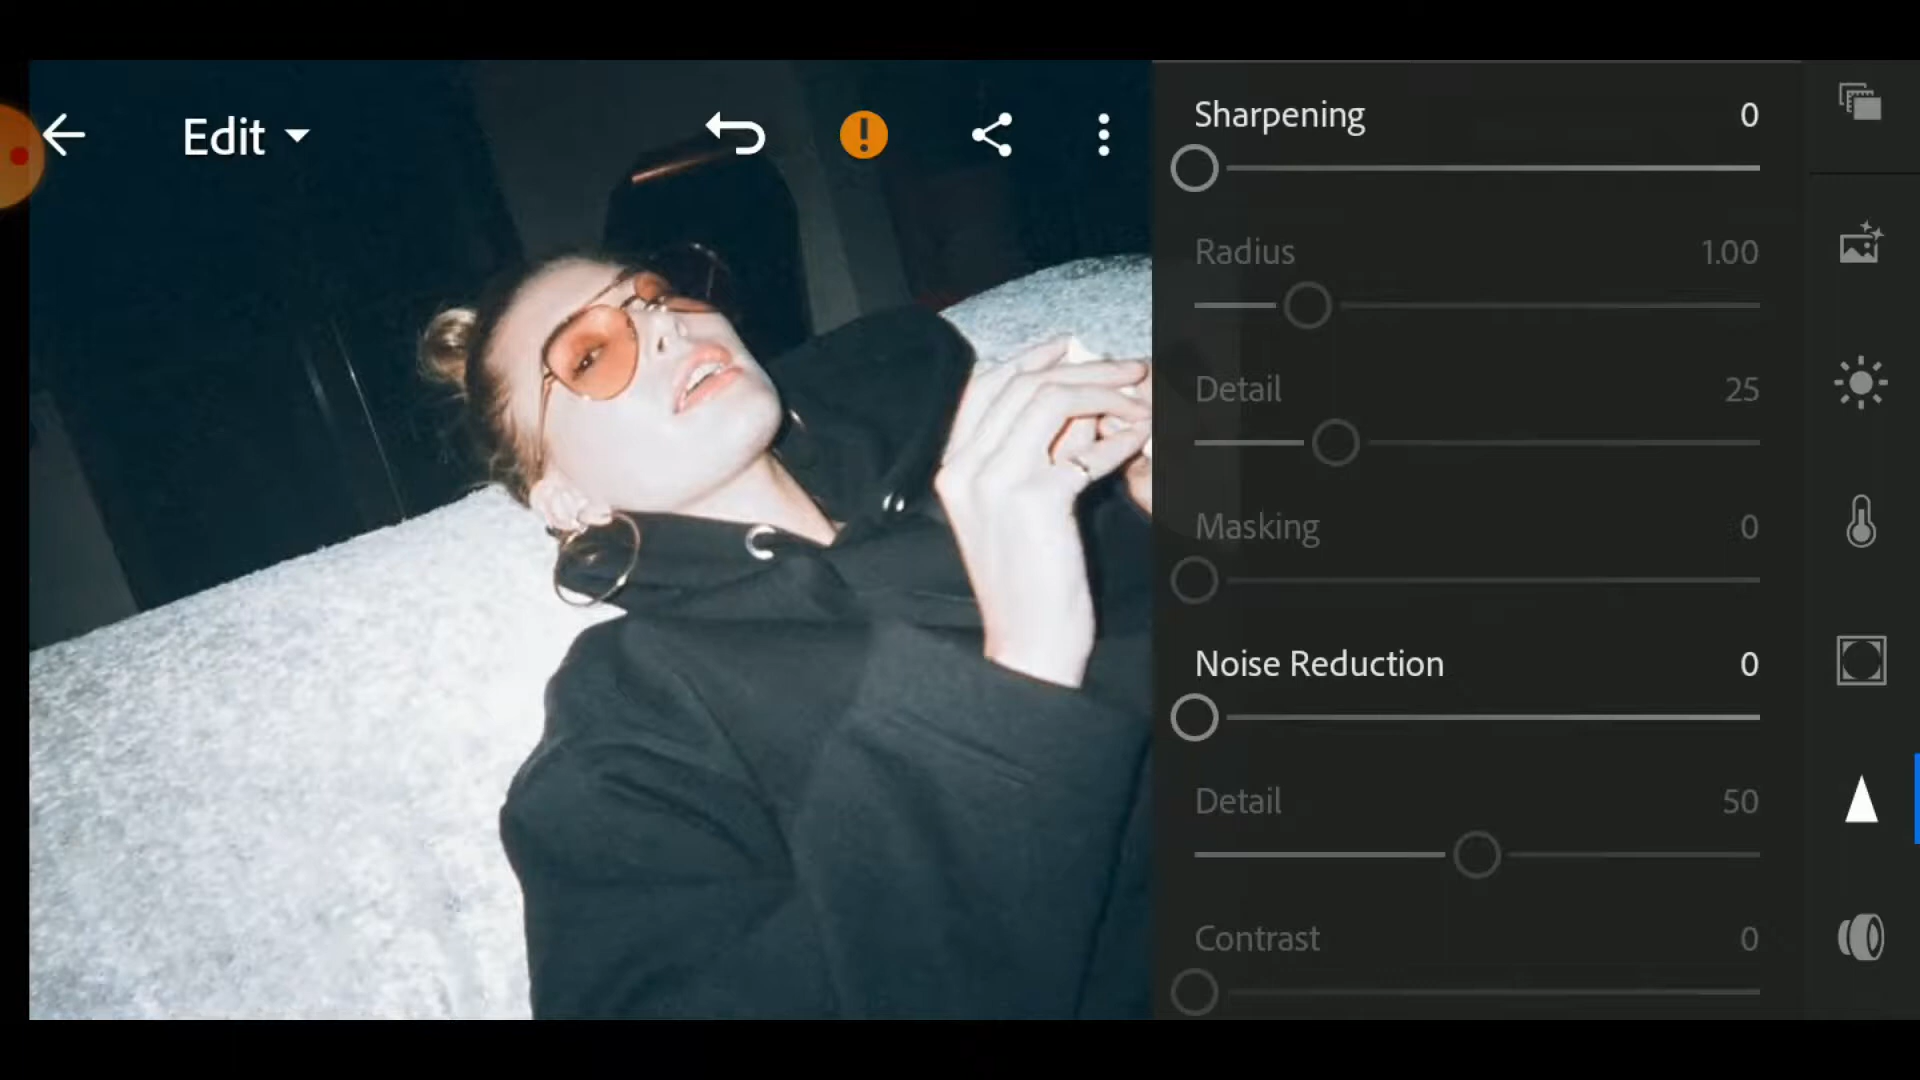 Edit
Sharpening 0
Radius 1.00
Detail 25
Masking 0
Noise Reduction 0
Detail 50
Contrast 0